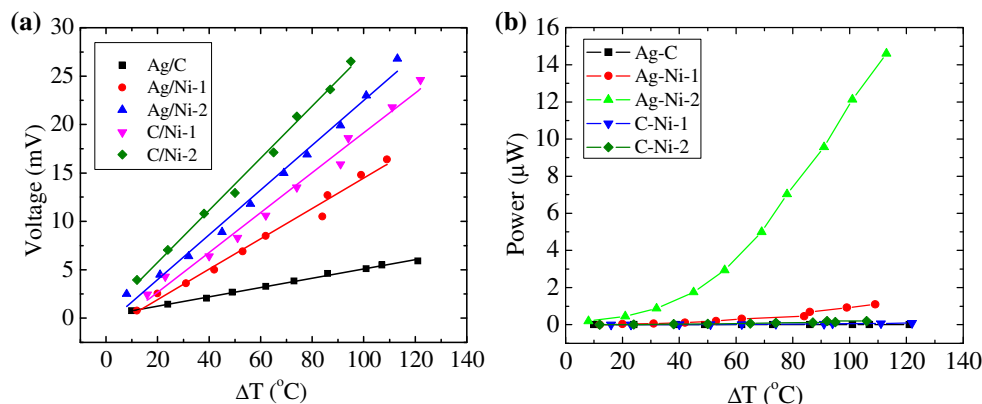 (a)
30
25
20
15
10
5
0
Voltage (mV)
Ag/C
Ag/Ni-1
Ag/Ni-2
C/Ni-1
C/Ni-2
0 20 40 60 80 100 120 140
ΔT (°C)
(b)
16
14
12
10
8
6
4
2
0
Power (µW)
Ag-C
Ag-Ni-1
Ag-Ni-2
C-Ni-1
C-Ni-2
0 20 40 60 80 100 120 140
ΔT (°C)